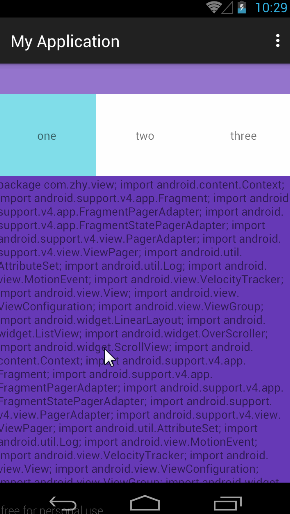 10:29
My Application
one two three
package com.zhy.view; import android.content.Context;
import android.support.v4.app.Fragment; import android
support.v4.app.FragmentPagerAdapter; import android.
support.v4.app.FragmentStatePagerAdapter; import
android.support.v4.view.PagerAdapter; import android.
support.v4.view.ViewPager; import android.util.
AttributeSet; import android.util.Log; import android.
view.MotionEvent; import android.view.VelocityTracker;
import android.view.View; import android.view.
ViewConfiguration; import android.view.ViewGroup;
import android.widget.LinearLayout; import android.
widget.ListView; import android.widget.OverScroller;
import android.widget.ScrollView; import android.
content.Context; import android.support.v4.app.
Fragment; import android.support.v4.app.
FragmentPagerAdapter; import android.support.v4.app.
FragmentStatePagerAdapter; import android.support.
v4.view.PagerAdapter; import android.support.v4.view.
ViewPager; import android.util.AttributeSet; import
android.util.Log; import android.view.MotionEvent;
import android.view.VelocityTracker; import android.
view.View; import android.view.ViewConfiguration;
import android.view.ViewGroup; import android.widget
free for personal use